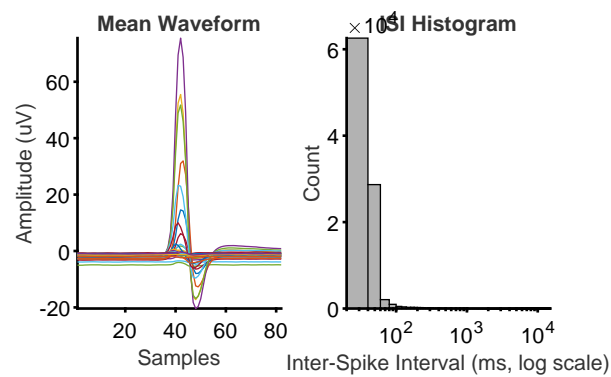 Mean Waveform
Amplitude (uV)
60
40
20
0
-20
20
40
60
80
Samples
× 10⁴
ISI Histogram
Count
6
4
2
0
10²
10³
10⁴
Inter-Spike Interval (ms, log scale)